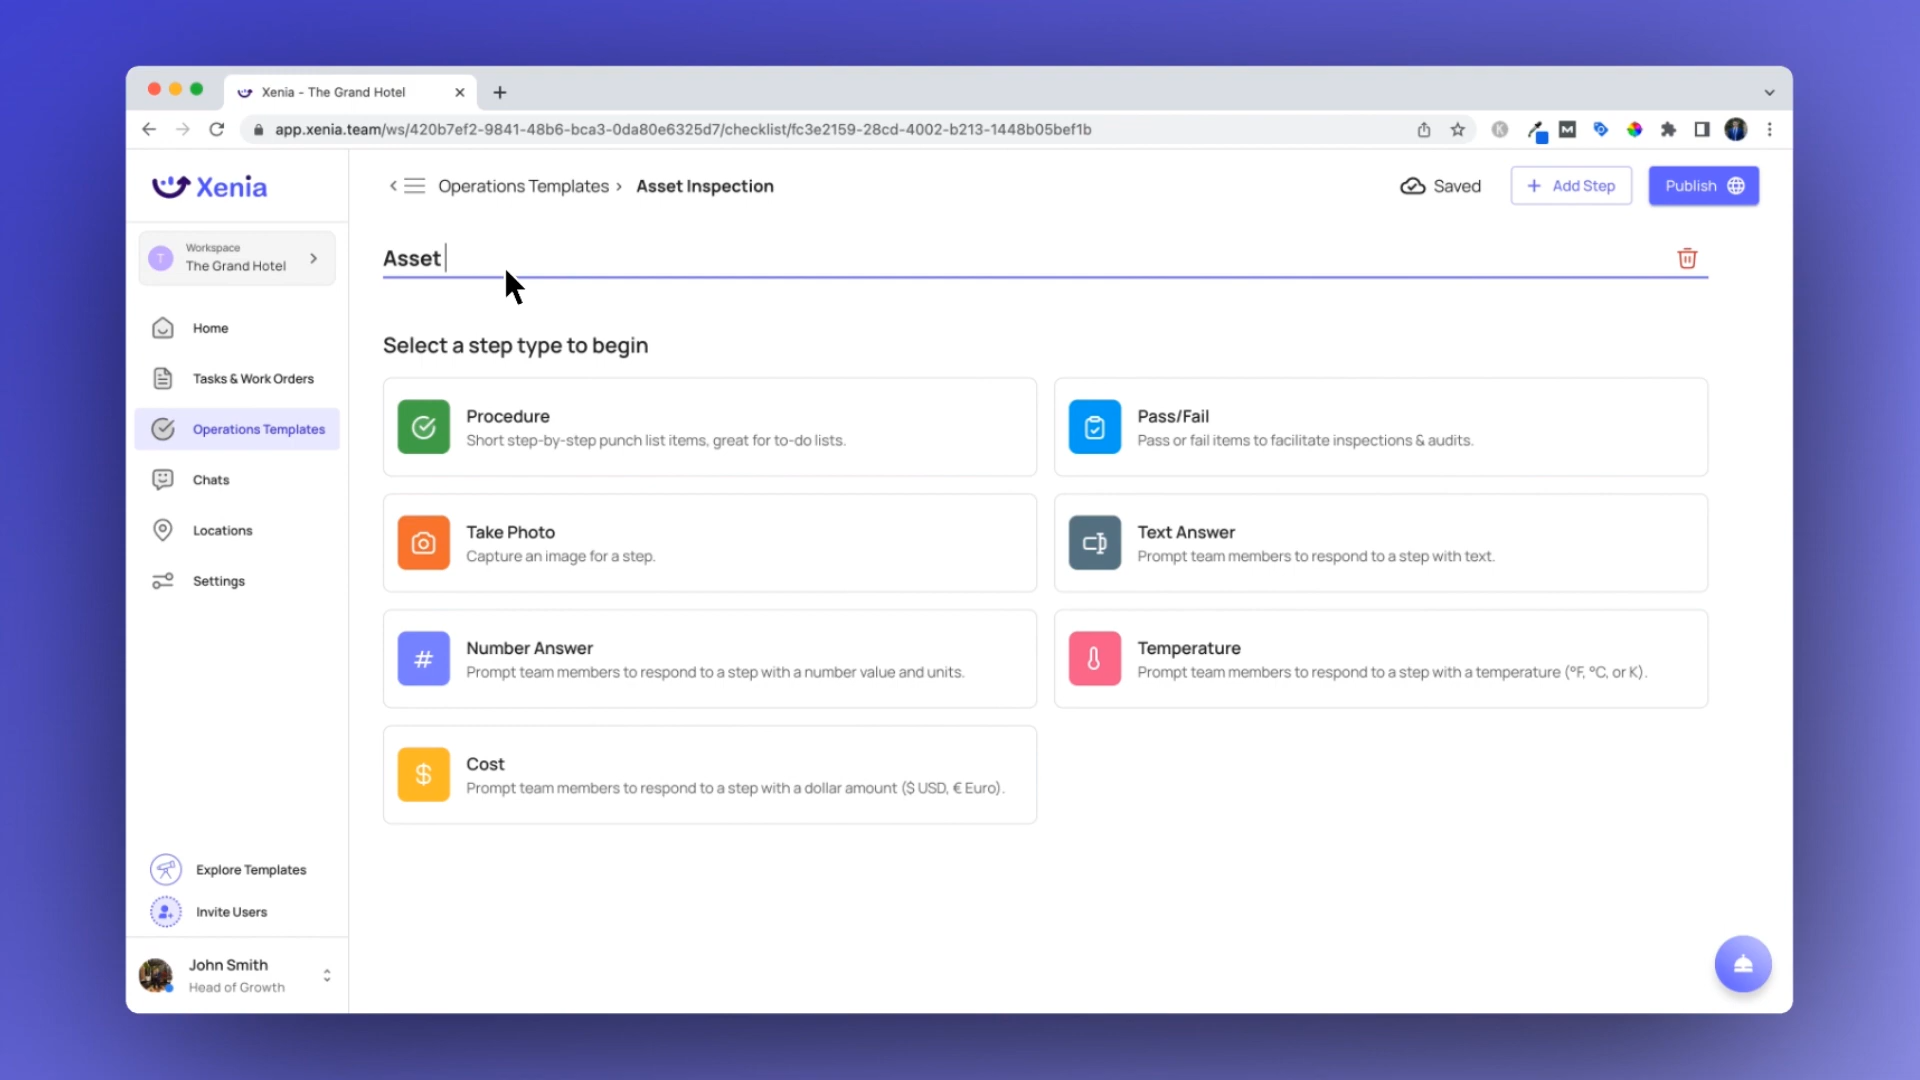 Xenia - The Grand Hotel
app.xenia.team/ws/420b7ef2-9841-48b6-bca3-0da80e6325d7/checklist/fc3e2159-28cd-4002-b213-1448b05bef1b
K
M
Xenia
Operations Templates › Asset Inspection
Saved
+ Add Step
Publish
T
Workspace
The Grand Hotel
Asset
Home
Tasks & Work Orders
Operations Templates
Chats
Locations
Settings
Select a step type to begin
Procedure
Short step-by-step punch list items, great for to-do lists.
Pass/Fail
Pass or fail items to facilitate inspections & audits.
Take Photo
Capture an image for a step.
Text Answer
Prompt team members to respond to a step with text.
#
Number Answer
Prompt team members to respond to a step with a number value and units.
Temperature
Prompt team members to respond to a step with a temperature (°F, °C, or K).
$
Cost
Prompt team members to respond to a step with a dollar amount ($ USD, € Euro).
Explore Templates
Invite Users
John Smith
Head of Growth